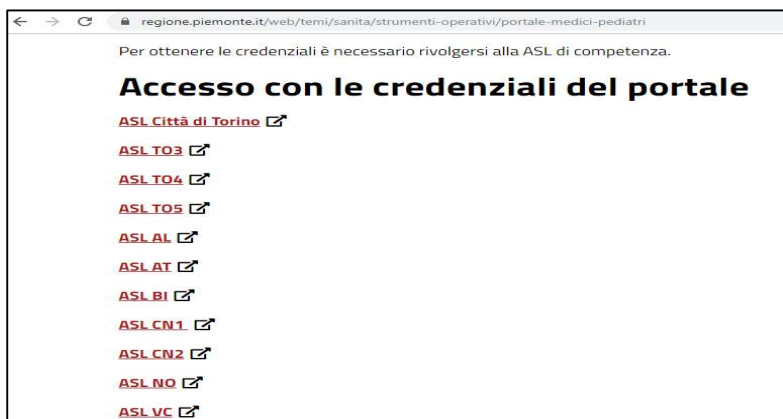 regione.piemonte.it/web/temi/sanita/strumenti-operativi/portale-medici-pediatri
Per ottenere le credenziali è necessario rivolgersi alla ASL di competenza.
Accesso con le credenziali del portale
ASL Città di Torino
ASL TO3
ASL TO4
ASL TO5
ASL AL
ASL AT
ASL BI
ASL CN1
ASL CN2
ASL NO
ASL VC